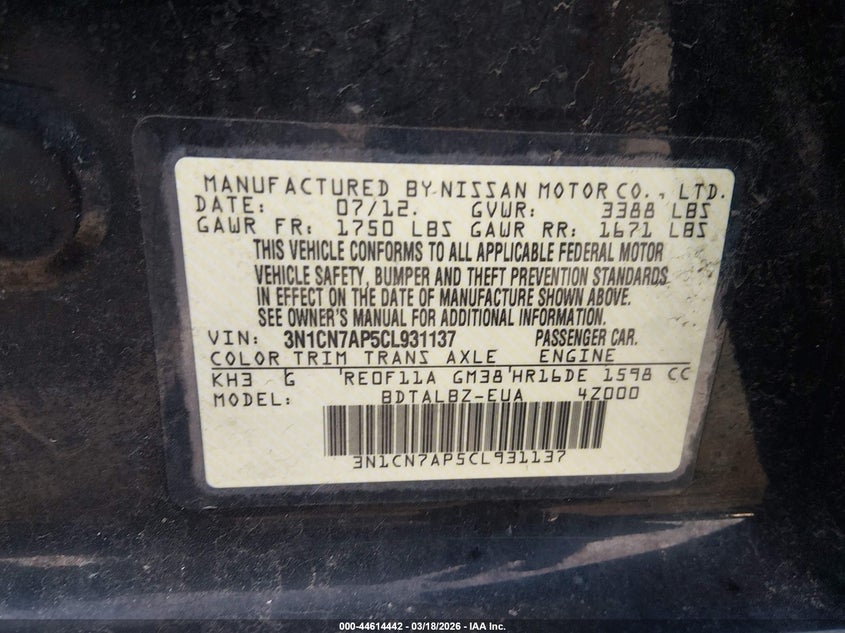 MANUFACTURED BY NISSAN MOTOR CO., LTD.
DATE: 07/12. GVWR: 3388 LBS
GAWR FR: 1750 LBS GAWR RR: 1671 LBS
THIS VEHICLE CONFORMS TO ALL APPLICABLE FEDERAL MOTOR
VEHICLE SAFETY, BUMPER AND THEFT PREVENTION STANDARDS
IN EFFECT ON THE DATE OF MANUFACTURE SHOWN ABOVE.
SEE OWNER'S MANUAL FOR ADDITIONAL INFORMATION.
VIN: 3N1CN7AP5CL931137 PASSENGER CAR.
COLOR TRIM TRANS AXLE ENGINE
KH3 G RE0F11A GM38 HR16DE 1598 CC
MODEL: BDTALBZ-EUA 4Z000
3N1CN7AP5CL931137
000-44614442 — 03/18/2026 — IAA Inc.